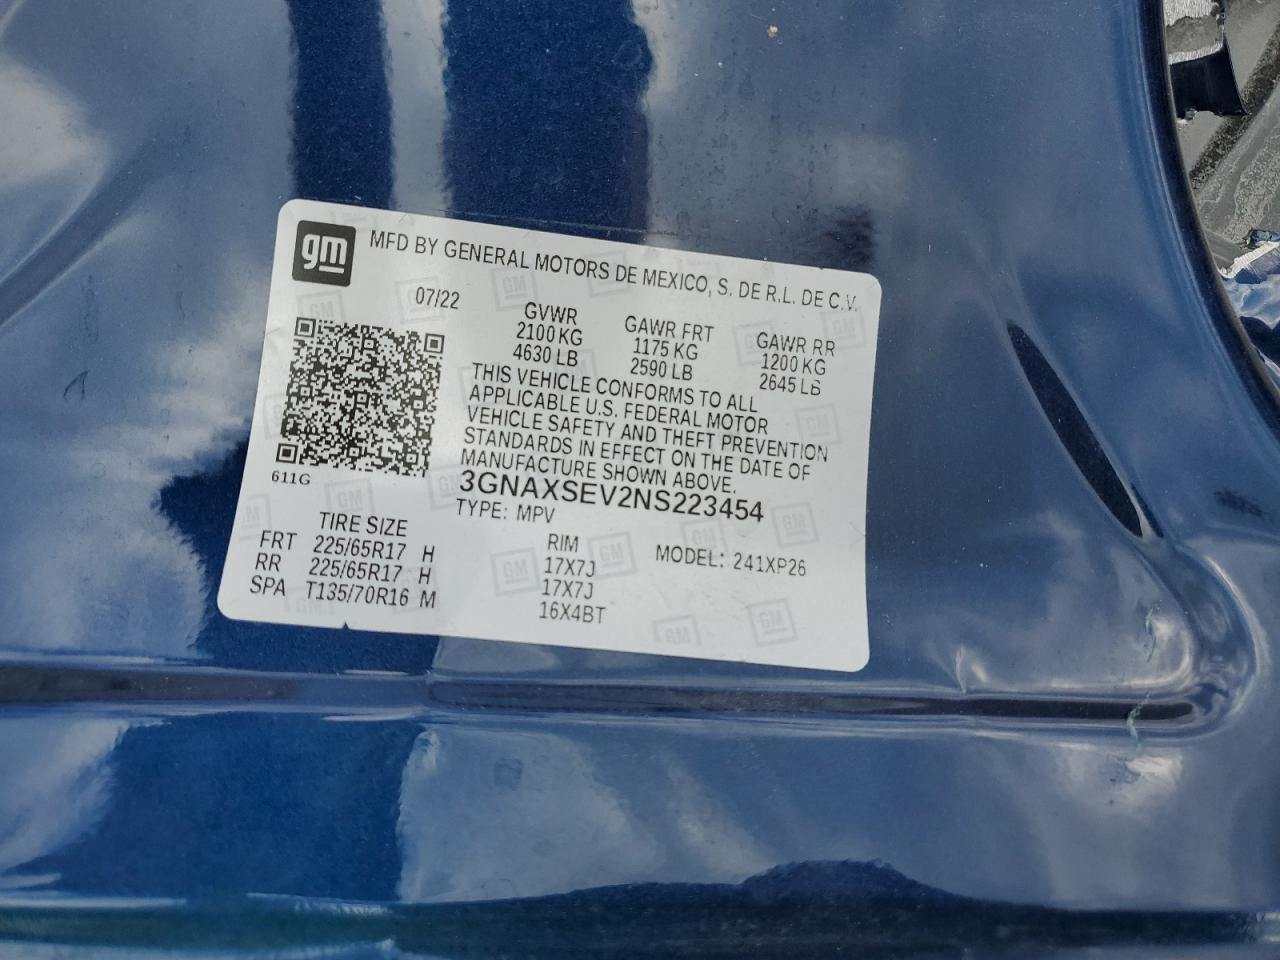 gm MFD BY GENERAL MOTORS DE MEXICO, S. DE R.L. DE C.V.
07/22
GVWR GAWR FRT GAWR RR
2100 KG 1175 KG 1200 KG
4630 LB 2590 LB 2645 LB
THIS VEHICLE CONFORMS TO ALL
APPLICABLE U.S. FEDERAL MOTOR
VEHICLE SAFETY AND THEFT PREVENTION
STANDARDS IN EFFECT ON THE DATE OF
MANUFACTURE SHOWN ABOVE.
611G
3GNAXSEV2NS223454
TYPE: MPV
TIRE SIZE RIM MODEL: 241XP26
FRT 225/65R17 H 17X7J
RR 225/65R17 H 17X7J
SPA T135/70R16 M 16X4BT